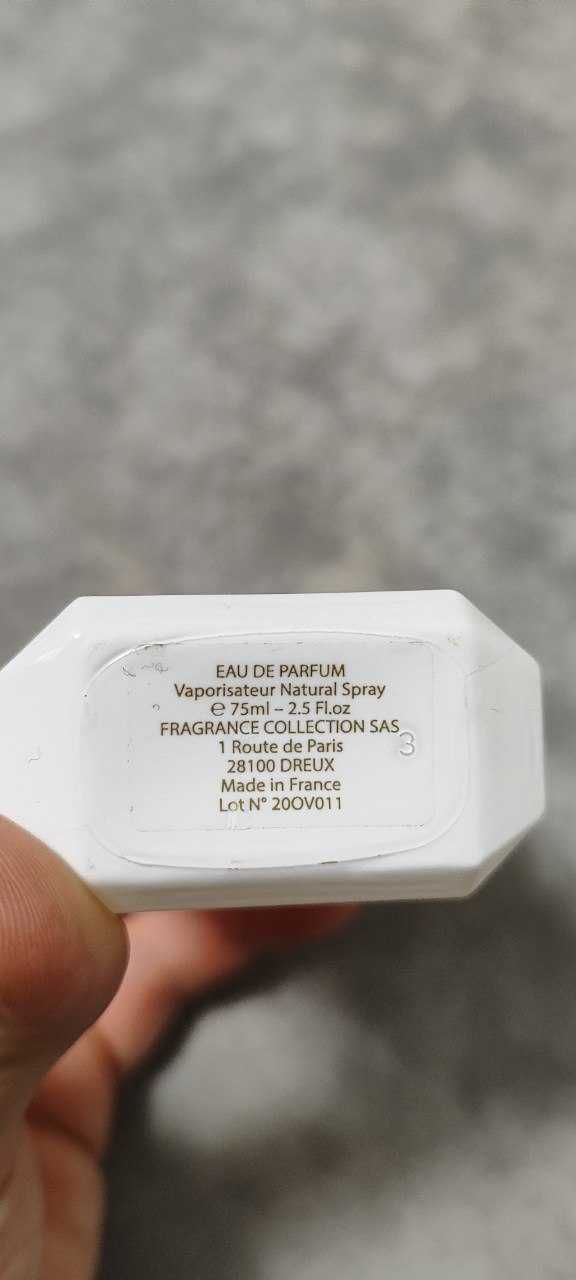 EAU DE PARFUM
Vaporisateur Natural Spray
℮ 75ml – 2.5 Fl.oz
FRAGRANCE COLLECTION SAS
3
1 Route de Paris
28100 DREUX
Made in France
Lot N° 20OV011